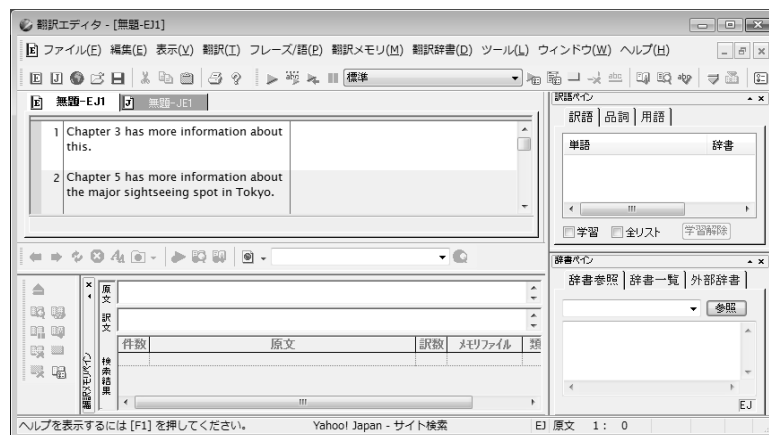 翻訳エディタ - [無題-EJ1]
ファイル(F) 編集(E) 表示(V) 翻訳(T) フレーズ/語(P) 翻訳メモリ(M) 翻訳辞書(D) ツール(L) ウィンドウ(W) ヘルプ(H)
標準
無題-EJ1 無題-JE1
1 Chapter 3 has more information about
this.
2 Chapter 5 has more information about
the major sightseeing spot in Tokyo.
訳語ペイン
訳語 品詞 用語
単語 辞書
学習 全リスト 学習解除
辞書ペイン
辞書参照 辞書一覧 外部辞書
参照
EJ
翻訳メモリペイン
原文
訳文
検索結果
件数 原文 訳数 メモリファイル 類
ヘルプを表示するには [F1] を押してください。 Yahoo! Japan - サイト検索 EJ 原文 1: 0